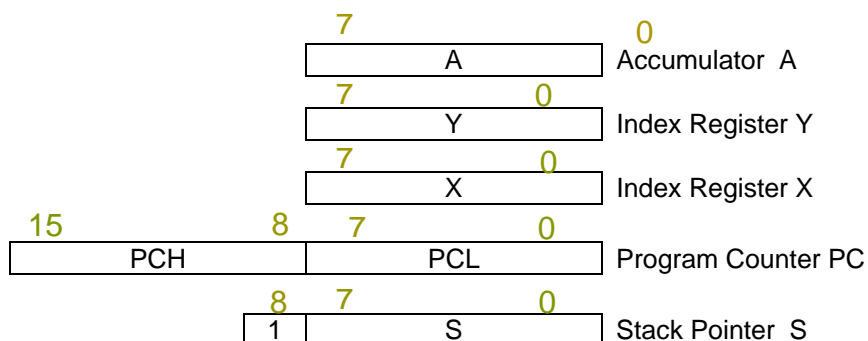 7 0
A Accumulator A
7 0
Y Index Register Y
7 0
X Index Register X
15 8 7 0
PCH PCL Program Counter PC
8 7 0
1 S Stack Pointer S